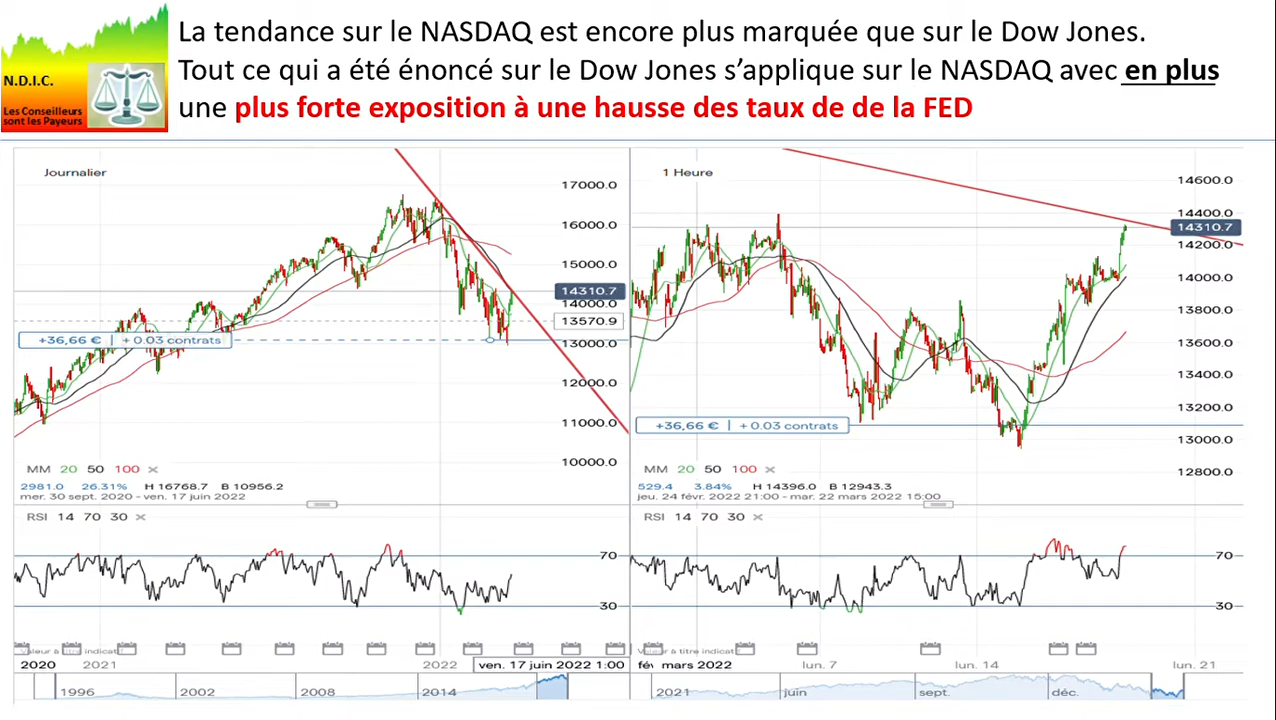 La tendance sur le NASDAQ est encore plus marquée que sur le Dow Jones.
Tout ce qui a été énoncé sur le Dow Jones s’applique sur le NASDAQ avec en plus
une plus forte exposition à une hausse des taux de de la FED
N.D.I.C.
Les Conseilleurs
sont les Payeurs
Journalier
17000.0
16000.0
15000.0
14310.7
14000.0
13570.9
13000.0
12000.0
11000.0
10000.0
+36,66 € | + 0.03 contrats
MM 20 50 100 ×
2981.0 26.31% H 16768.7 B 10956.2
mer. 30 sept. 2020 - ven. 17 juin 2022
RSI 14 70 30 ×
70
30
Valeur à titre indicatif
2020 2021 2022 ven. 17 juin 2022 1:00
1996 2002 2008 2014
1 Heure
14600.0
14400.0
14310.7
14200.0
14000.0
13800.0
13600.0
13400.0
13200.0
13000.0
12800.0
+36,66 € | + 0.03 contrats
MM 20 50 100 ×
529.4 3.84% H 14396.0 B 12943.3
jeu. 24 févr. 2022 21:00 - mar. 22 mars 2022 15:00
RSI 14 70 30 ×
70
30
Valeur à titre indicatif
fév mars 2022 lun. 7 lun. 14 lun. 21
2021 juin sept. déc.